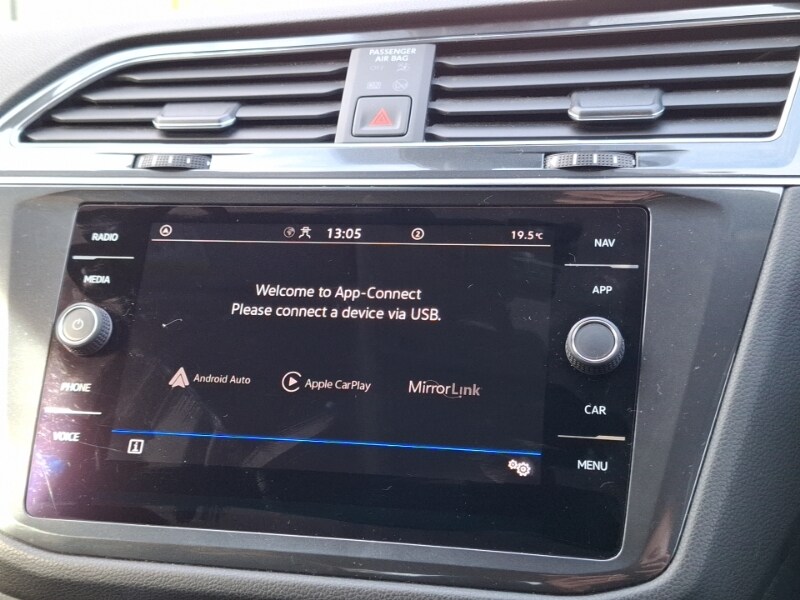 PASSENGER
AIR BAG
RADIO
MEDIA
PHONE
VOICE
13:05
2
19.5°C
Welcome to App-Connect
Please connect a device via USB.
Android Auto
Apple CarPlay
MirrorLink
i
NAV
APP
CAR
MENU